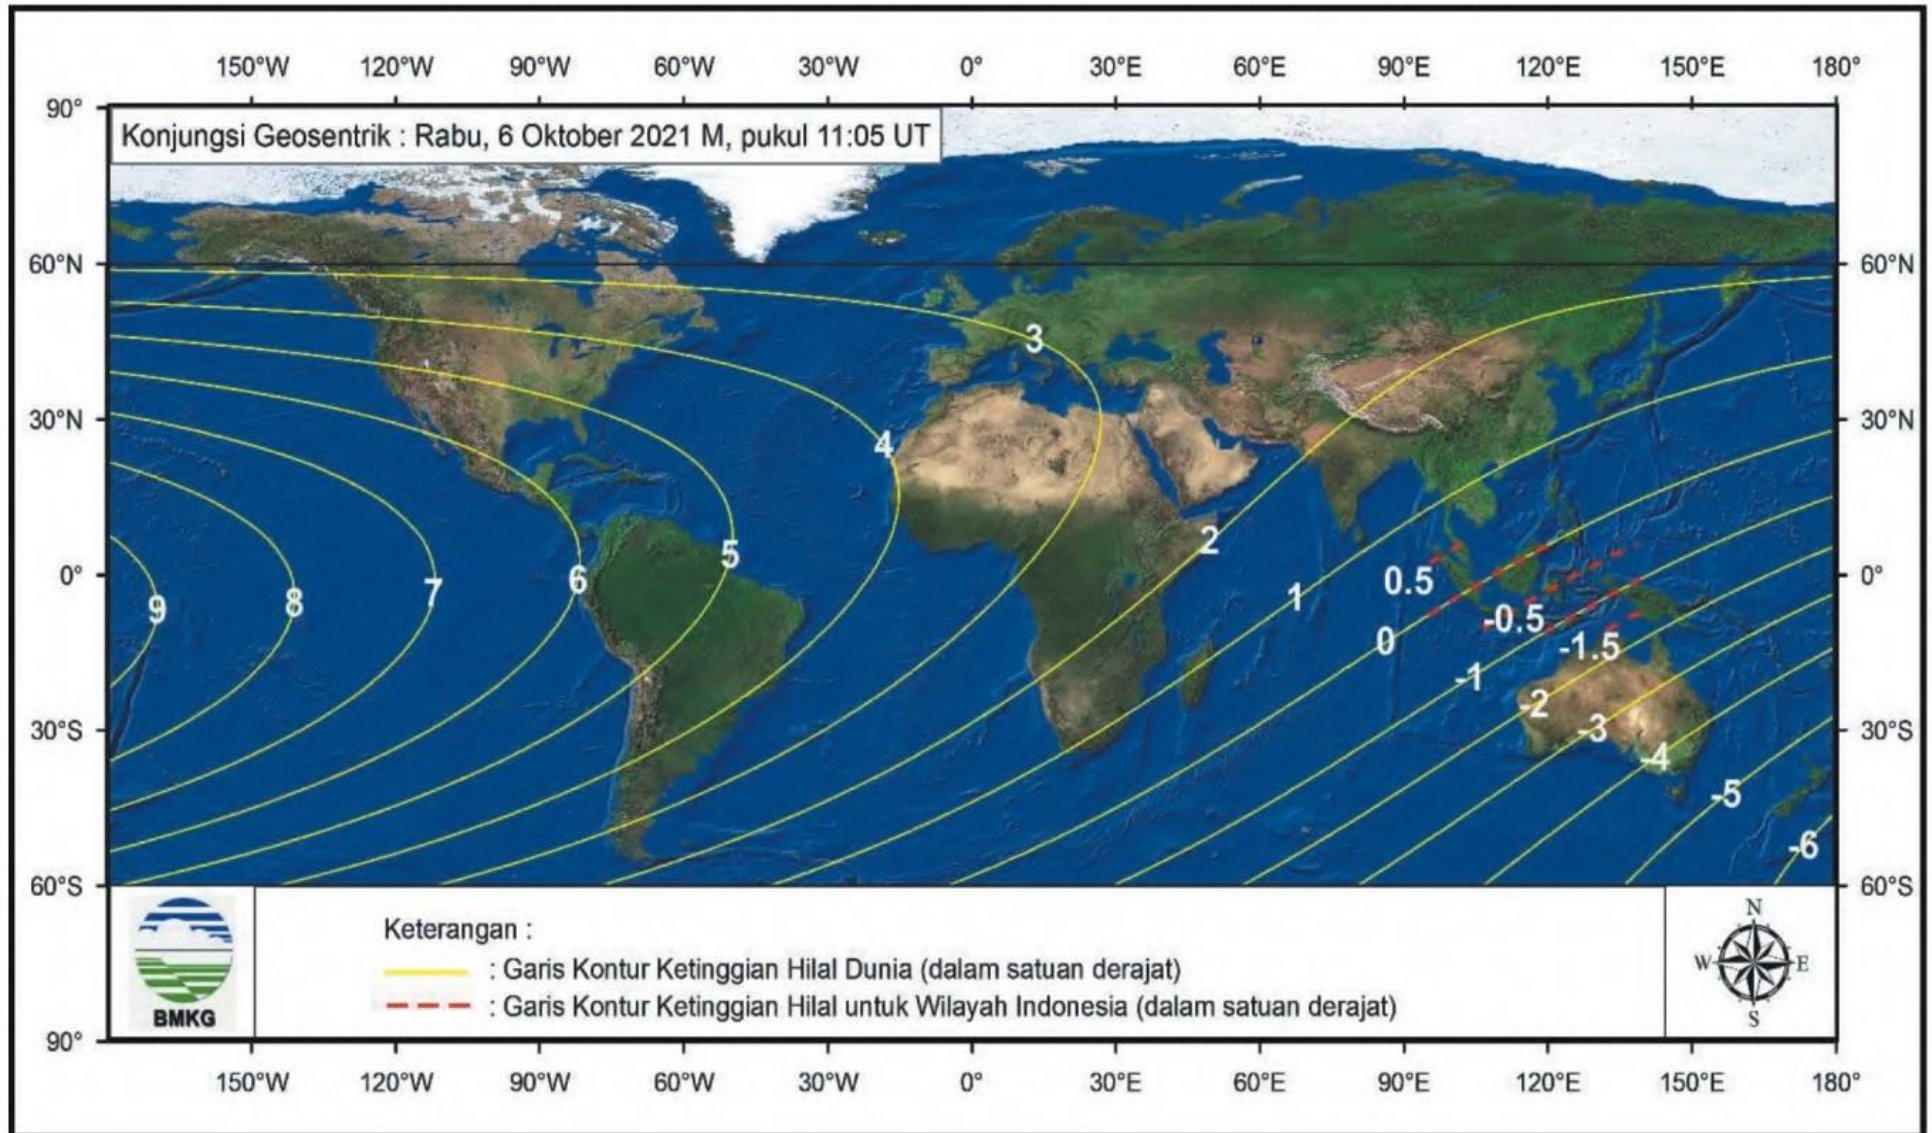 150°W 120°W 90°W 60°W 30°W 0° 30°E 60°E 90°E 120°E 150°E 180°
90°
Konjungsi Geosentrik : Rabu, 6 Oktober 2021 M, pukul 11:05 UT
60°N 60°N
3
30°N 30°N
4
2
5
0° 0°
6
0.5
7
1
8
9
-0.5
0
-1.5
-1
-2
30°S 30°S
-3
-4
-5
-6
60°S 60°S
N
W E
S
Keterangan :
: Garis Kontur Ketinggian Hilal Dunia (dalam satuan derajat)
: Garis Kontur Ketinggian Hilal untuk Wilayah Indonesia (dalam satuan derajat)
BMKG
90°
150°W 120°W 90°W 60°W 30°W 0° 30°E 60°E 90°E 120°E 150°E 180°